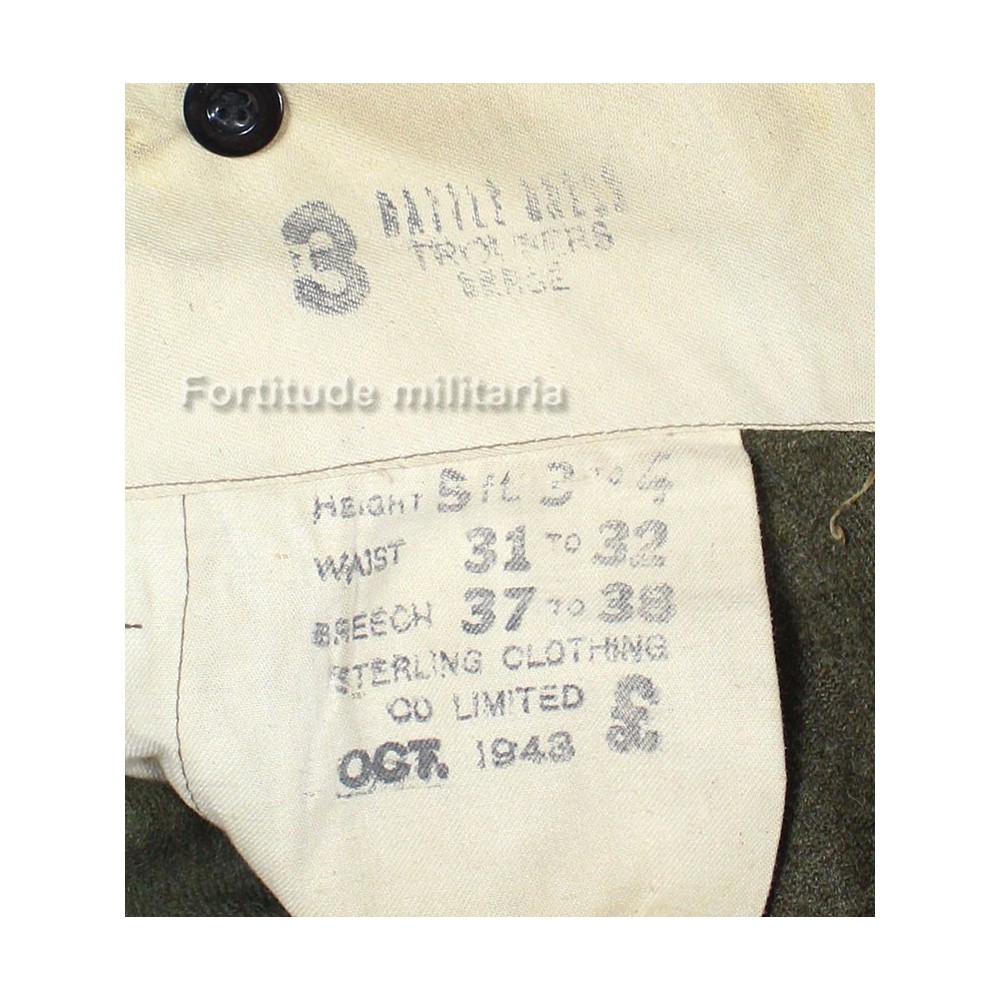 3 BATTLE DRESS
TROUSERS
SERGE
Fortitude militaria
HEIGHT 5 ft. 3 TO 4
WAIST 31 TO 32
BREECH 37 TO 38
STERLING CLOTHING
CO LIMITED
OCT. 1943